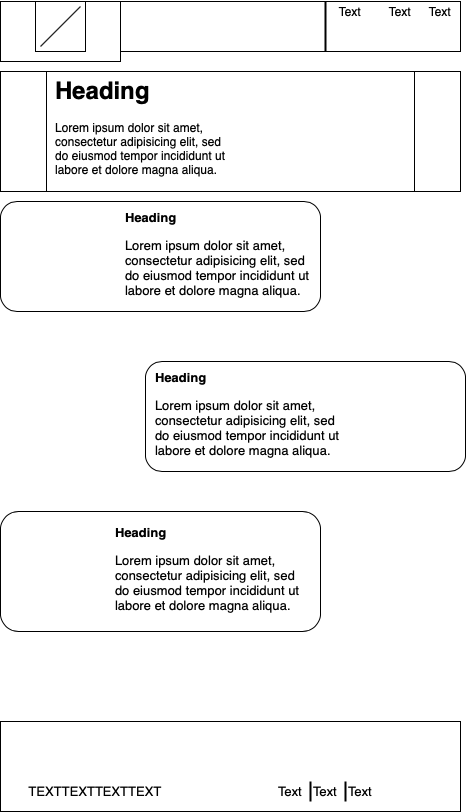 Text Text Text
Heading
Lorem ipsum dolor sit amet,
consectetur adipisicing elit, sed
do eiusmod tempor incididunt ut
labore et dolore magna aliqua.
Heading
Lorem ipsum dolor sit amet,
consectetur adipisicing elit, sed
do eiusmod tempor incididunt ut
labore et dolore magna aliqua.
Heading
Lorem ipsum dolor sit amet,
consectetur adipisicing elit, sed
do eiusmod tempor incididunt ut
labore et dolore magna aliqua.
Heading
Lorem ipsum dolor sit amet,
consectetur adipisicing elit, sed
do eiusmod tempor incididunt ut
labore et dolore magna aliqua.
TEXTTEXTTEXTTEXT Text Text Text